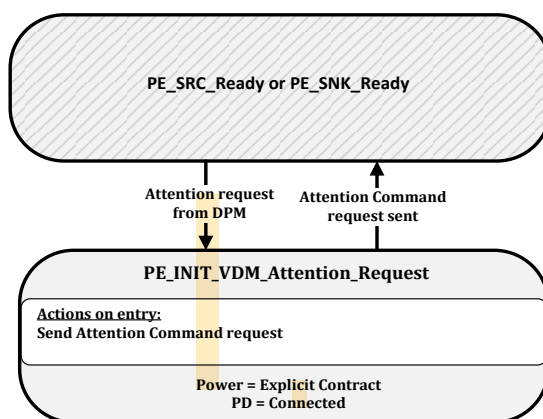 PE_SRC_Ready or PE_SNK_Ready
Attention request
from DPM
Attention Command
request sent
PE_INIT_VDM_Attention_Request
Actions on entry:
Send Attention Command request
Power = Explicit Contract
PD = Connected